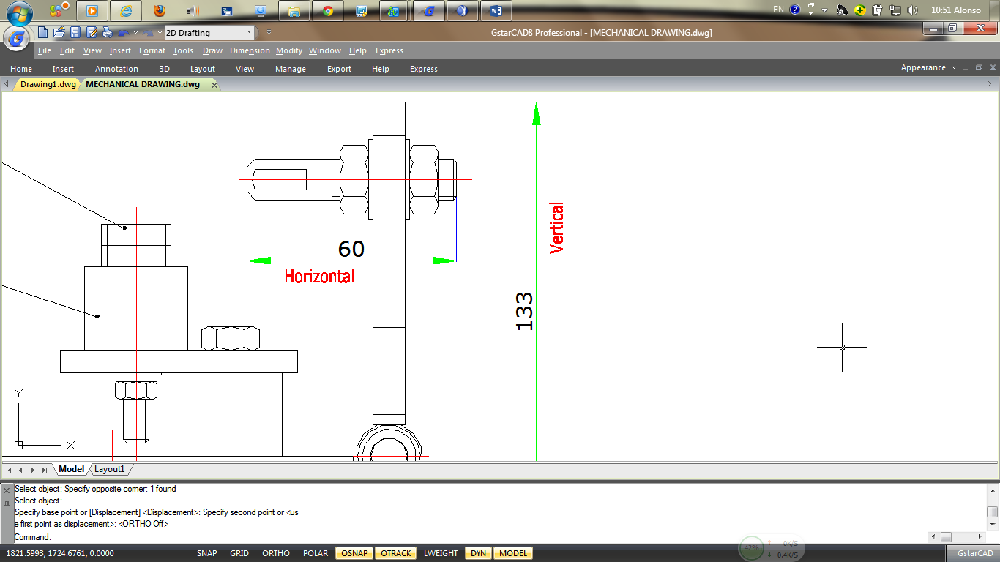 EN
10:51 Alonso
2D Drafting
GstarCAD8 Professional - [MECHANICAL DRAWING.dwg]
File Edit View Insert Format Tools Draw Dimension Modify Window Help Express
Home Insert Annotation 3D Layout View Manage Export Help Express Appearance
Drawing1.dwg MECHANICAL DRAWING.dwg
60
Horizontal
Vertical
133
Y
X
Model Layout1
Select object: Specify opposite corner: 1 found
Select object:
Specify base point or [Displacement] <Displacement>: Specify second point or <us
e first point as displacement>: <ORTHO Off>
Command:
1821.5993, 1724.6761, 0.0000 SNAP GRID ORTHO POLAR OSNAP OTRACK LWEIGHT DYN MODEL GstarCAD
42%
0K/S
0.4K/S